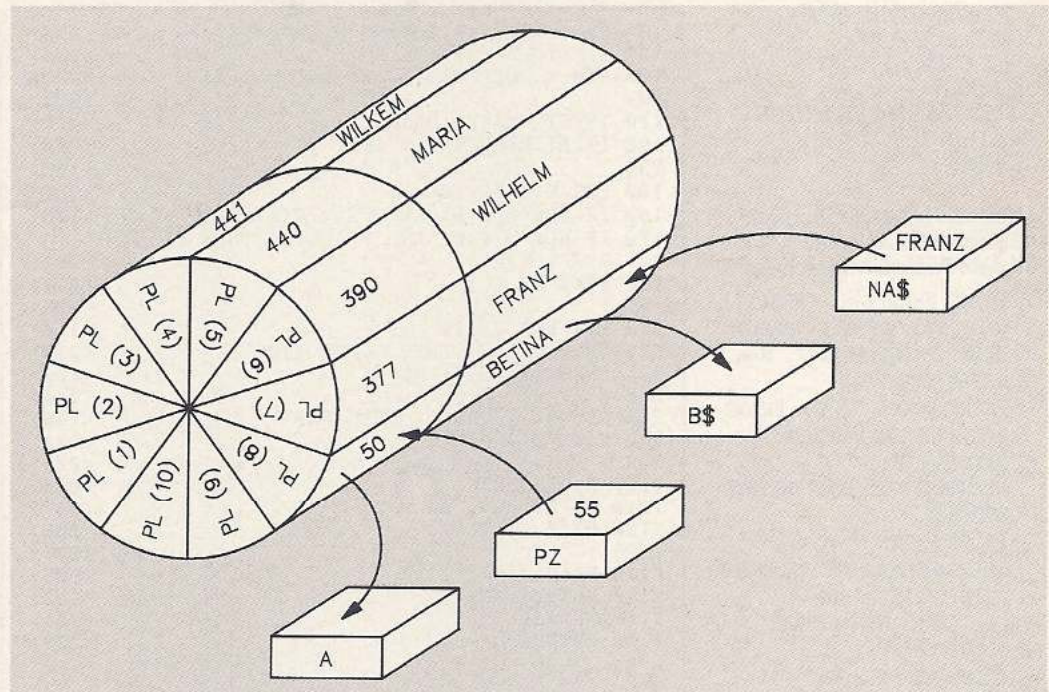 WILKEM
MARIA
WILHELM
FRANZ
BETINA
441
440
390
377
50
PL (1)
PL (2)
PL (3)
PL (4)
PL (5)
PL (6)
PL (7)
PL (8)
PL (9)
PL (10)
FRANZ
NA$
B$
55
PZ
A